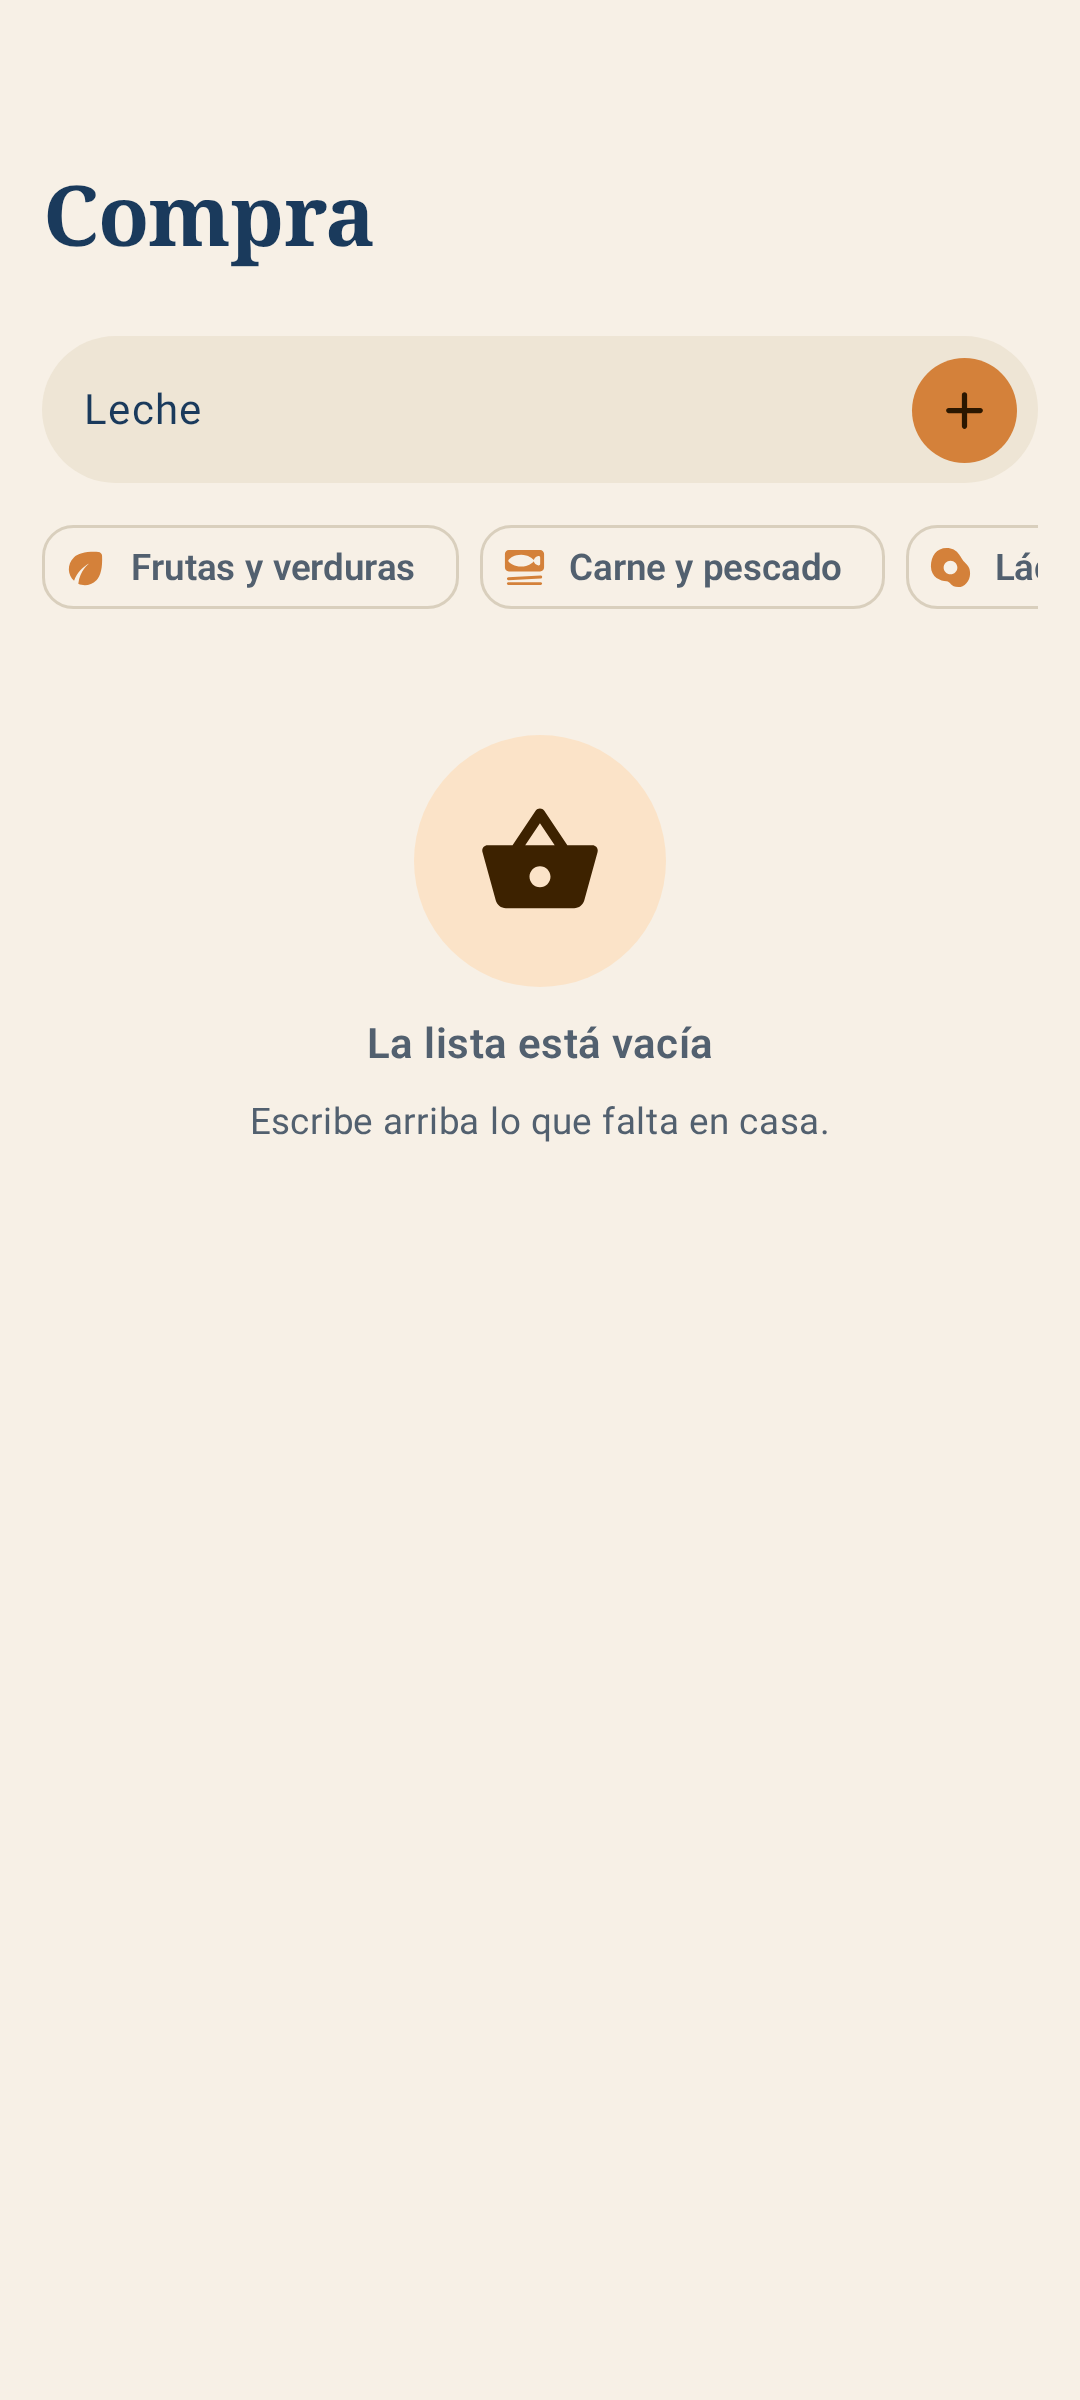 Compra
Leche
Frutas y verduras
Carne y pescado
La lista está vacía
Escribe arriba lo que falta en casa.